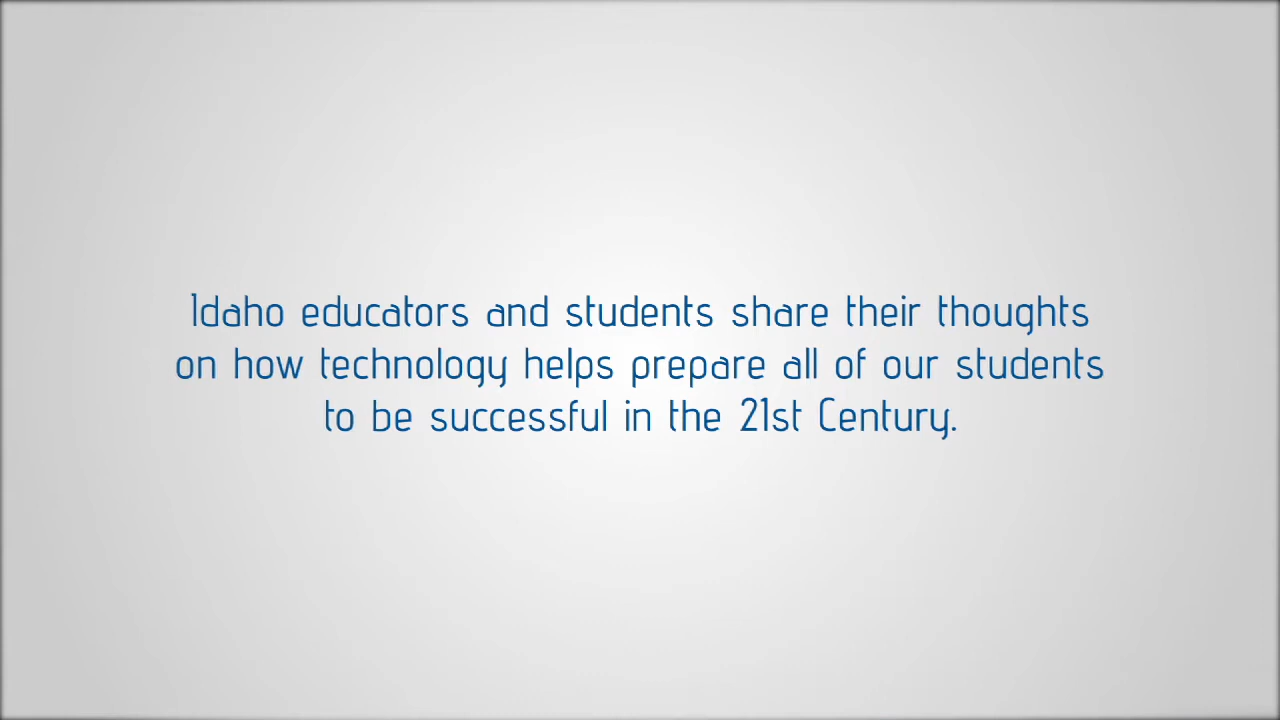 Idaho educators and students share their thoughts
on how technology helps prepare all of our students
to be successful in the 21st Century.